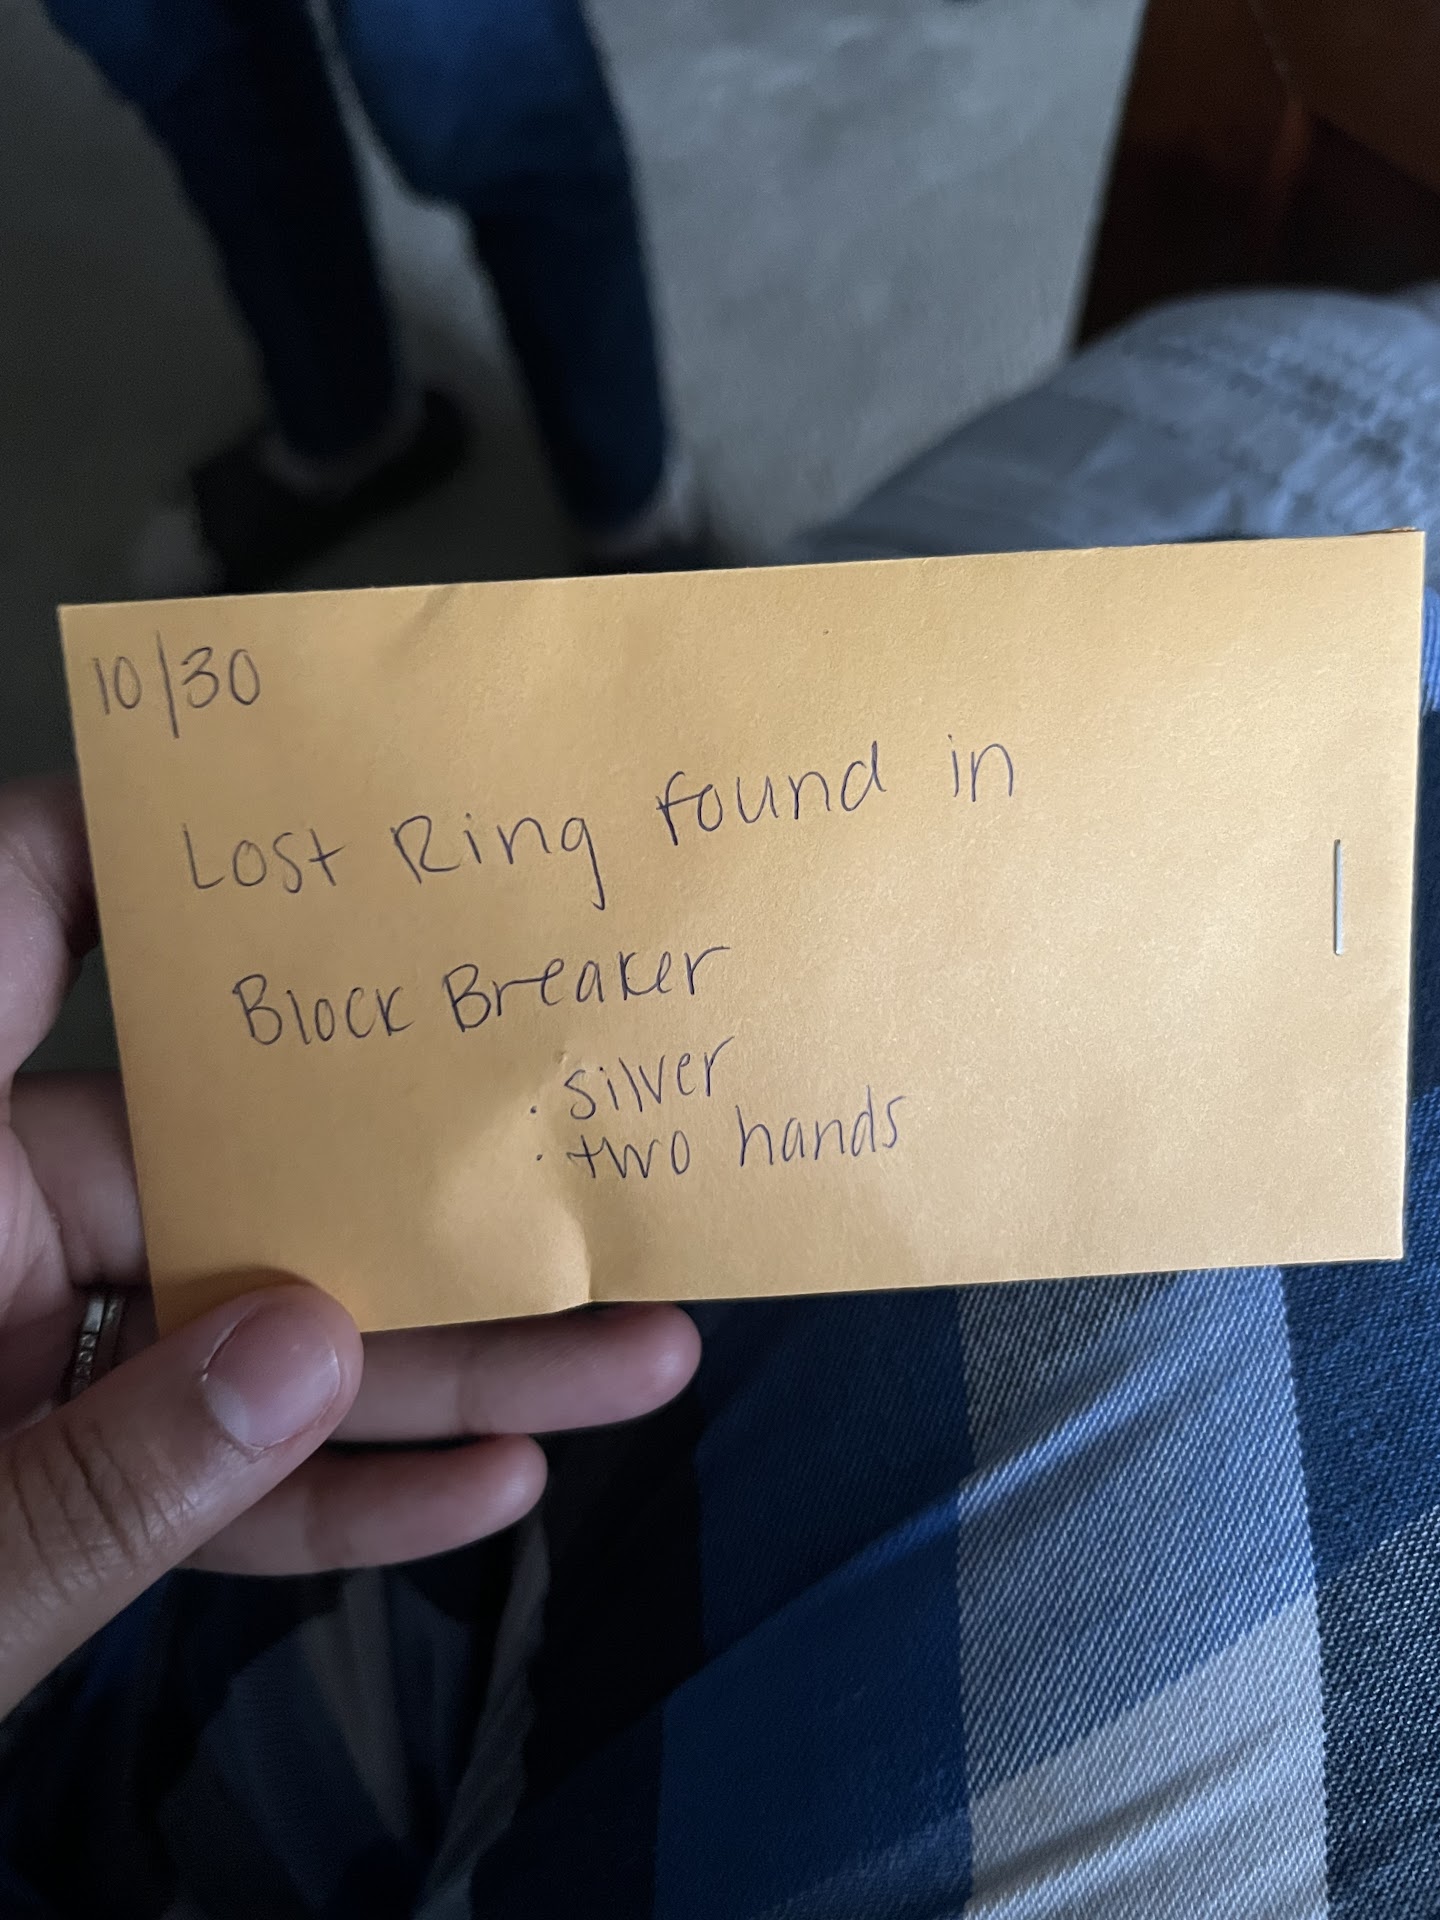 10/30
Lost Ring found in
Block Breaker
. silver
. two hands